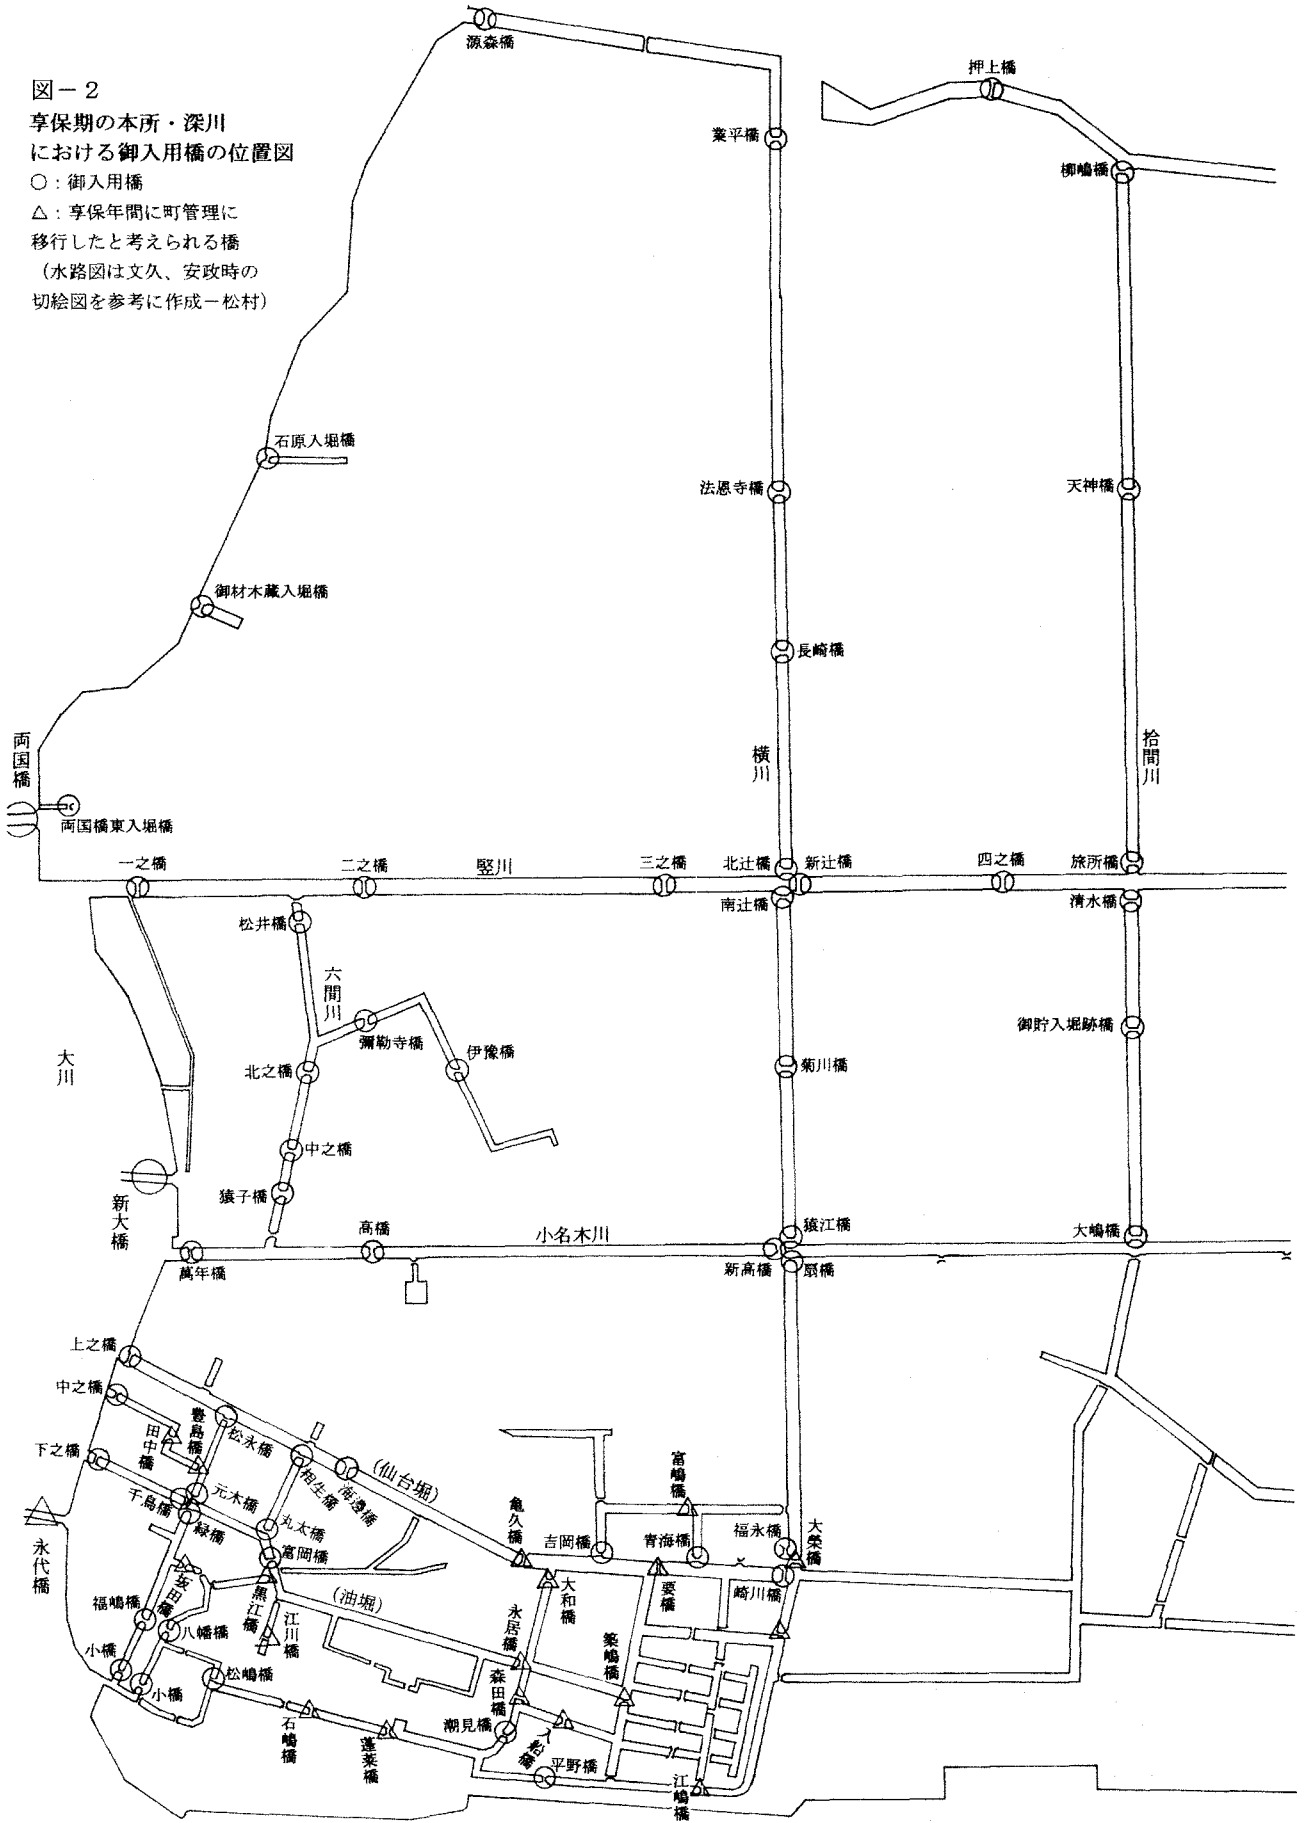 図－２
享保期の本所・深川
における御入用橋の位置図
○：御入用橋
△：享保年間に町管理に
移行したと考えられる橋
（水路図は文久、安政時の
切絵図を参考に作成－松村）
源森橋
押上橋
業平橋
柳嶋橋
石原入堀橋
法恩寺橋
天神橋
御材木蔵入堀橋
長崎橋
両国橋
横川
拾間川
両国橋東入堀橋
一之橋
二之橋
竪川
三之橋
北辻橋
新辻橋
四之橋
旅所橋
南辻橋
清水橋
松井橋
六間川
彌勒寺橋
御貯入堀跡橋
大川
北之橋
伊豫橋
菊川橋
中之橋
猿子橋
新大橋
高橋
小名木川
猿江橋
大嶋橋
萬年橋
新高橋
扇橋
上之橋
中之橋
豊島橋
松永橋
田中橋
下之橋
相生橋
海邊橋
(仙台堀)
富嶋橋
千鳥橋
元木橋
緑橋
丸太橋
亀久橋
吉岡橋
青海橋
福永橋
大榮橋
永代橋
富岡橋
坂田橋
黒江橋
(油堀)
大和橋
要橋
崎川橋
福嶋橋
八幡橋
江川橋
永居橋
築嶋橋
小橋
小橋
松嶋橋
森田橋
石嶋橋
蓬莱橋
潮見橋
入船橋
平野橋
江嶋橋